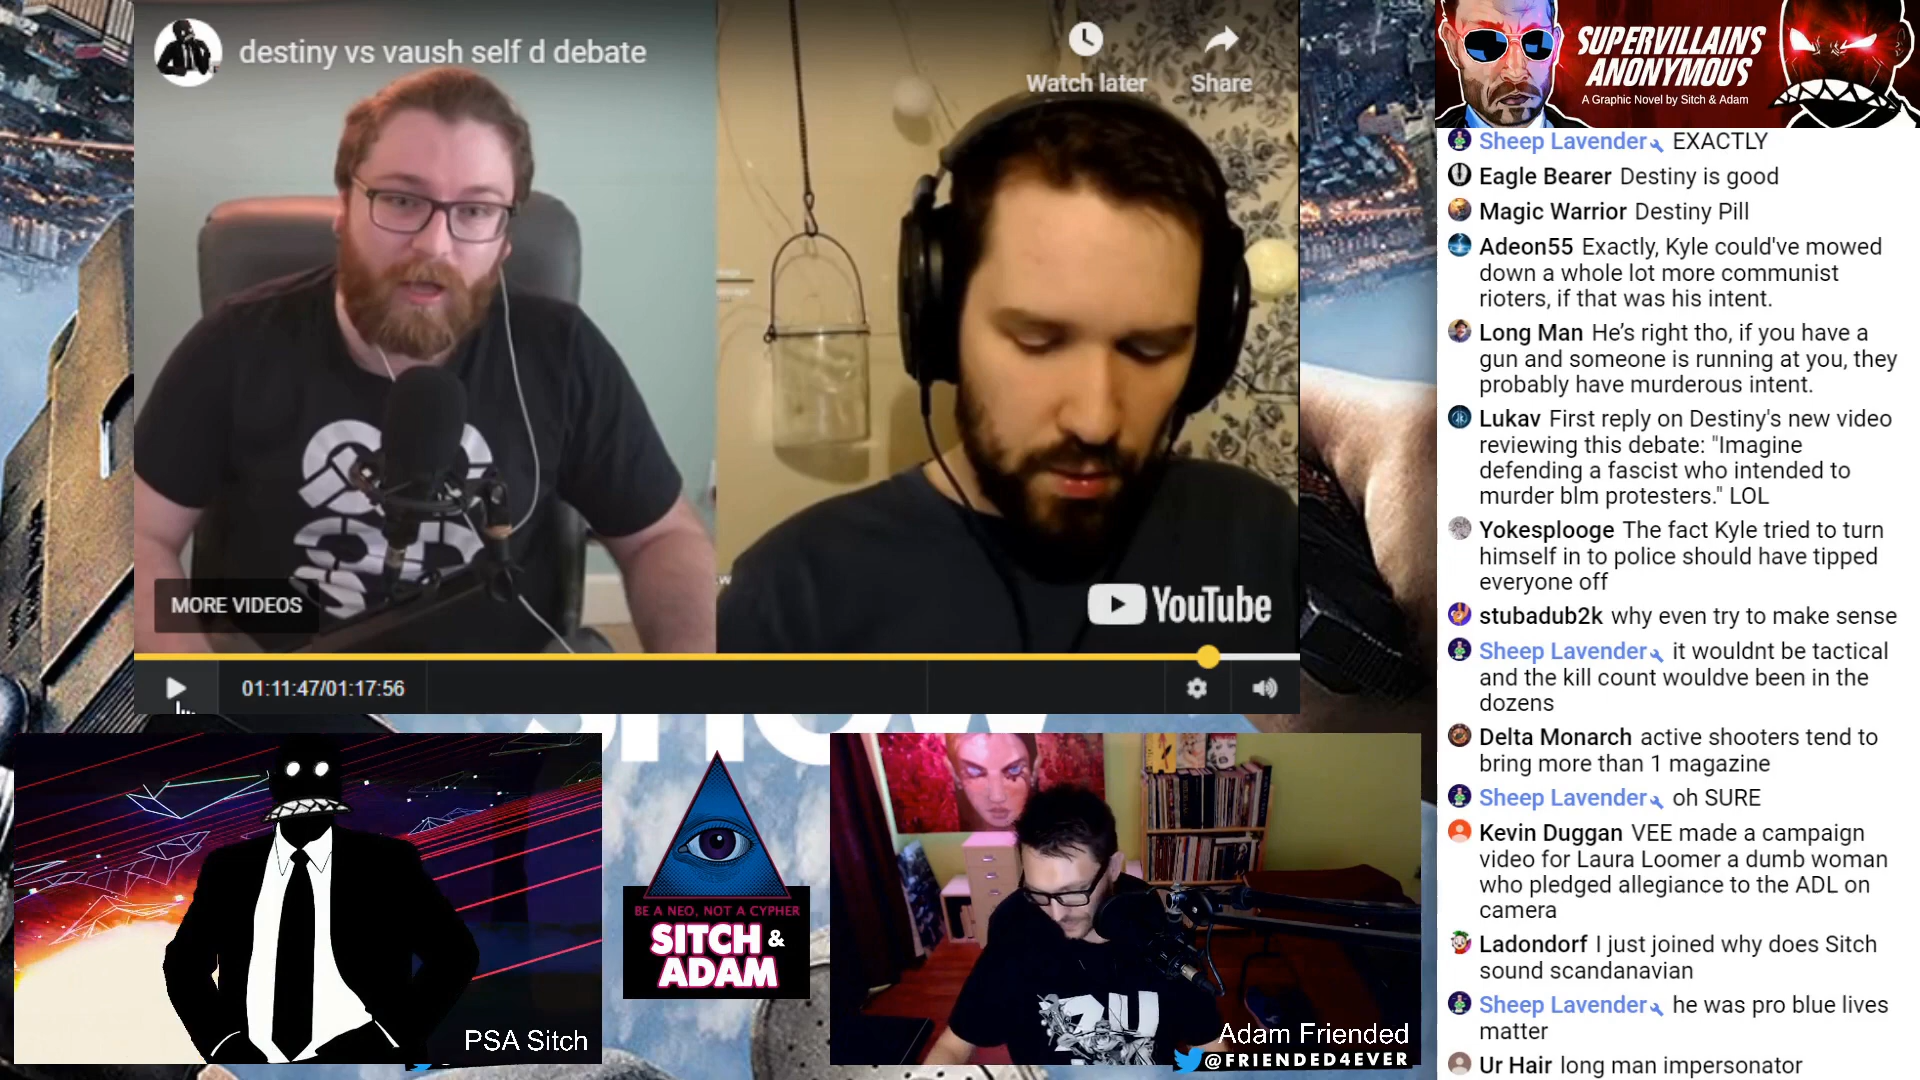 destiny vs vaush self d debate
Watch later
Share
MORE VIDEOS
YouTube
01:11:47/01:17:56
SHOW
PSA Sitch
BE A NEO, NOT A CYPHER
SITCH &
ADAM
Adam Friended
@FRIENDED4EVER
SUPERVILLAINS
ANONYMOUS
A Graphic Novel by Sitch & Adam
Sheep Lavender EXACTLY
Eagle Bearer Destiny is good
Magic Warrior Destiny Pill
Adeon55 Exactly, Kyle could've mowed
down a whole lot more communist
rioters, if that was his intent.
Long Man He’s right tho, if you have a
gun and someone is running at you, they
probably have murderous intent.
Lukav First reply on Destiny's new video
reviewing this debate: "Imagine
defending a fascist who intended to
murder blm protesters." LOL
Yokesplooge The fact Kyle tried to turn
himself in to police should have tipped
everyone off
stubadub2k why even try to make sense
Sheep Lavender it wouldnt be tactical
and the kill count wouldve been in the
dozens
Delta Monarch active shooters tend to
bring more than 1 magazine
Sheep Lavender oh SURE
Kevin Duggan VEE made a campaign
video for Laura Loomer a dumb woman
who pledged allegiance to the ADL on
camera
Ladondorf I just joined why does Sitch
sound scandanavian
Sheep Lavender he was pro blue lives
matter
Ur Hair long man impersonator